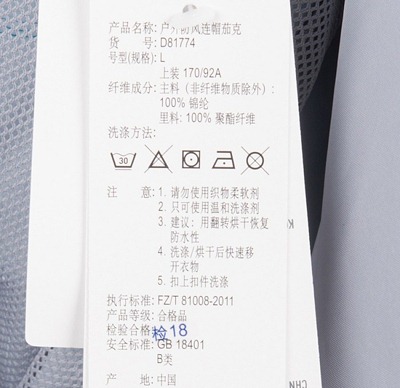 产品名称: 户外防风连帽茄克
货 号: D81774
号型(规格): L
上装 170/92A
纤维成分: 主料 (非纤维物质除外):
100% 锦纶
里料: 100% 聚酯纤维
洗涤方法:
30
注 意: 1. 请勿使用织物柔软剂
2. 只可使用温和洗涤剂
3. 建议: 用翻转烘干恢复
防水性
4. 洗涤/烘干后快速移
开衣物
5. 扣上扣件洗涤
执行标准: FZ/T 81008-2011
产品等级: 合格品
检验合格: 检18
安全标准: GB 18401
B类
产 地: 中国
CHN